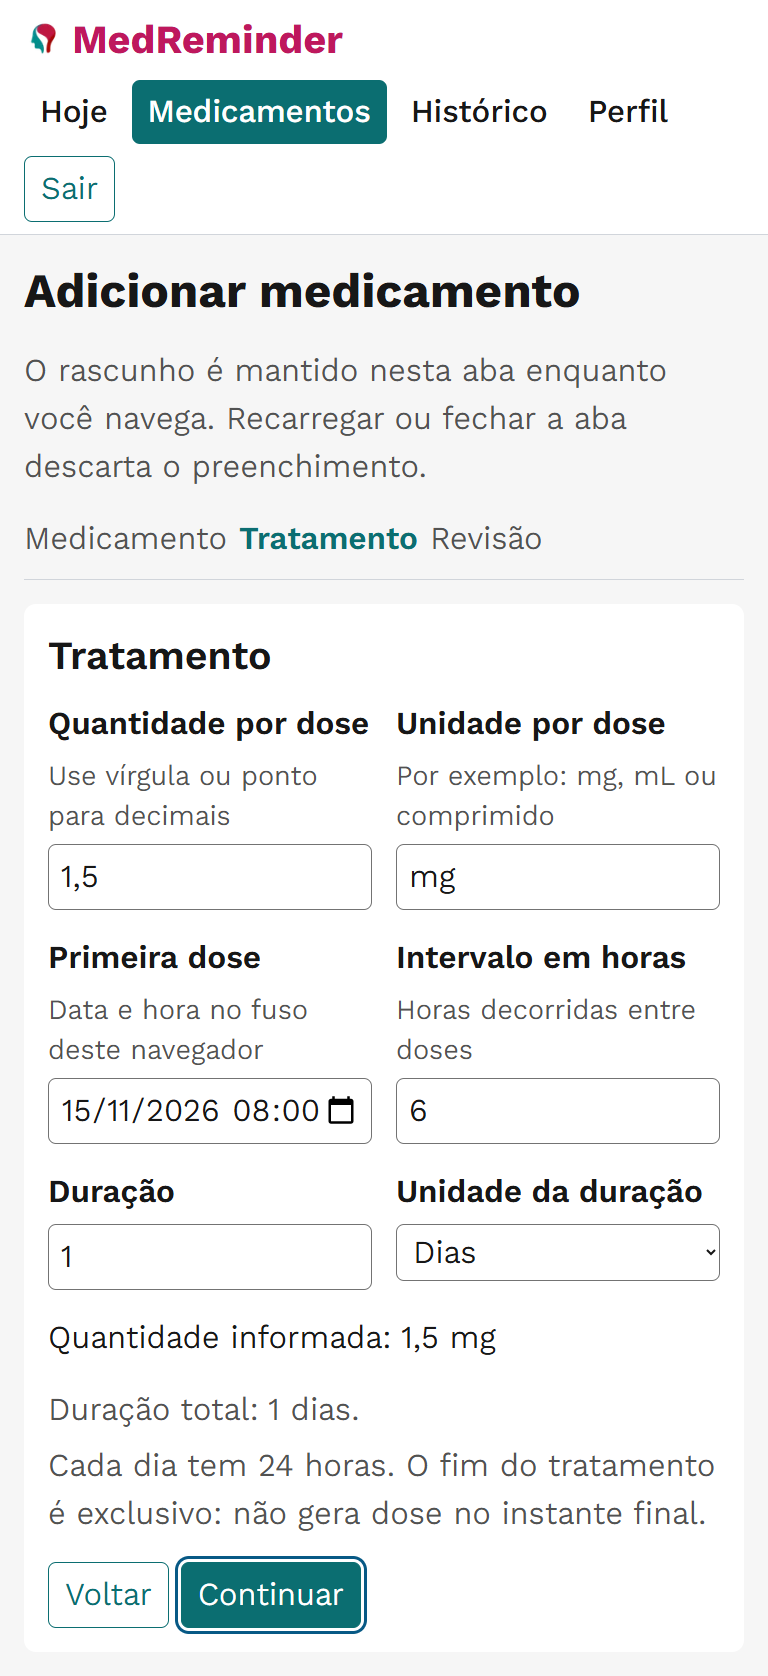 MedReminder
Hoje Medicamentos Histórico Perfil
Sair
Adicionar medicamento
O rascunho é mantido nesta aba enquanto
você navega. Recarregar ou fechar a aba
descarta o preenchimento.
Medicamento Tratamento Revisão
Tratamento
Quantidade por dose Unidade por dose
Use vírgula ou ponto Por exemplo: mg, mL ou
para decimais comprimido
1,5 mg
Primeira dose Intervalo em horas
Data e hora no fuso Horas decorridas entre
deste navegador doses
15/11/2026 08:00 6
Duração Unidade da duração
1 Dias
Quantidade informada: 1,5 mg
Duração total: 1 dias.
Cada dia tem 24 horas. O fim do tratamento
é exclusivo: não gera dose no instante final.
Voltar Continuar